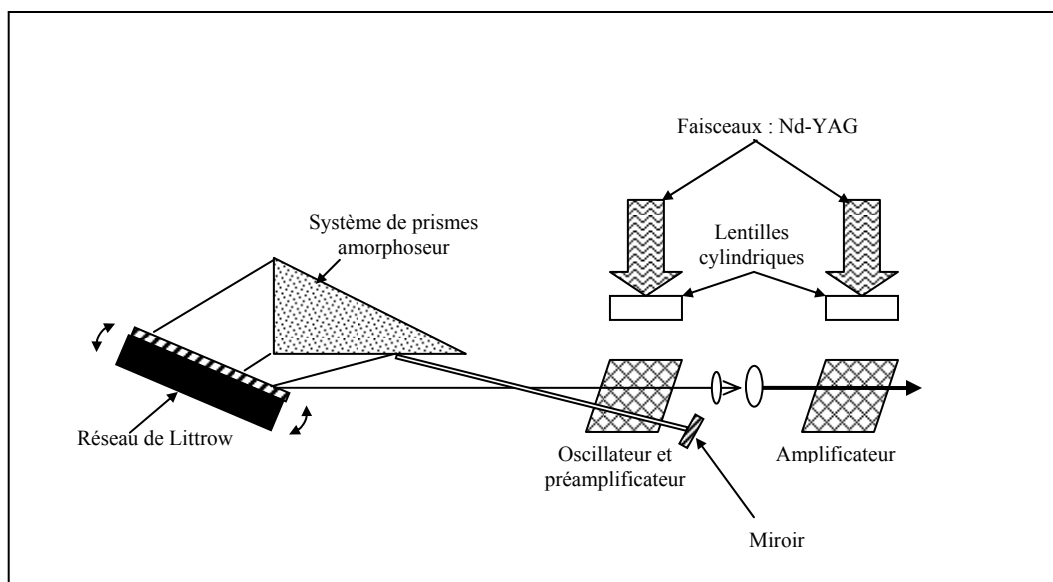 Faisceaux : Nd-YAG
Système de prismes
amorphoseur
Lentilles
cylindriques
Réseau de Littrow
Oscillateur et
préamplificateur
Amplificateur
Miroir